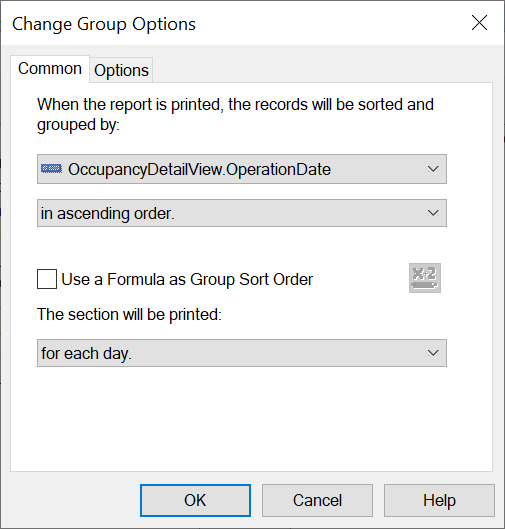 Change Group Options
Common
Options
When the report is printed, the records will be sorted and
grouped by:
OccupancyDetailView.OperationDate
in ascending order.
Use a Formula as Group Sort Order
X-2
The section will be printed:
for each day.
OK
Cancel
Help